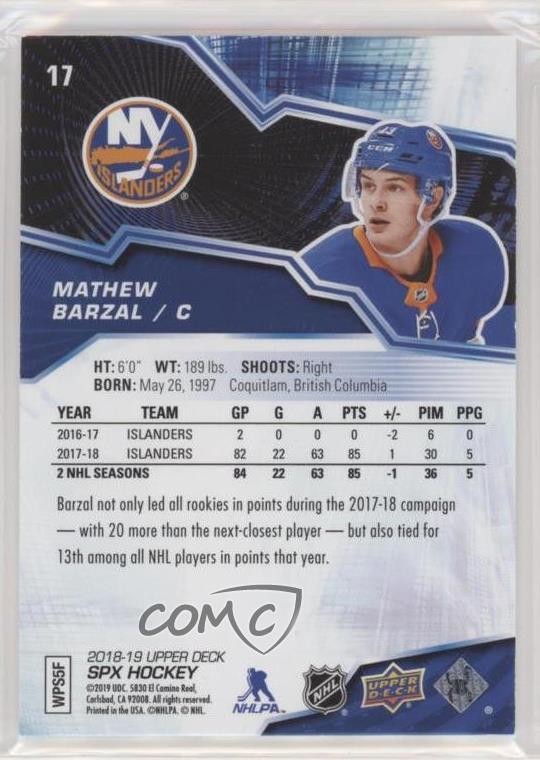 17
NY
ISLANDERS
®
13
CCM
MATHEW
BARZAL / C
HT: 6'0" WT: 189 lbs. SHOOTS: Right
BORN: May 26, 1997 Coquitlam, British Columbia
YEAR TEAM GP G A PTS +/- PIM PPG
2016-17 ISLANDERS 2 0 0 0 -2 6 0
2017-18 ISLANDERS 82 22 63 85 1 30 5
2 NHL SEASONS 84 22 63 85 -1 36 5
Barzal not only led all rookies in points during the 2017-18 campaign
— with 20 more than the next-closest player — but also tied for
13th among all NHL players in points that year.
COMC
WPS5F
2018-19 UPPER DECK
SPX HOCKEY
©2019 UDC. 5830 El Camino Real,
Carlsbad, CA 92008. All rights reserved.
Printed in the USA. ©NHLPA. © NHL.
NHLPA
NHL
UPPER
DECK
®